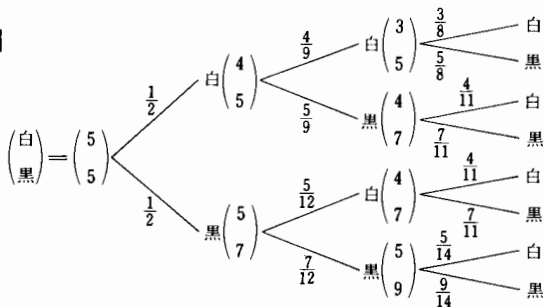 (白 黒) = (5 5)
1/2 白 (4 5)
4/9 白 (3 5)
3/8 白
5/8 黒
5/9 黒 (4 7)
4/11 白
7/11 黒
1/2 黒 (5 7)
5/12 白 (4 7)
4/11 白
7/11 黒
7/12 黒 (5 9)
5/14 白
9/14 黒